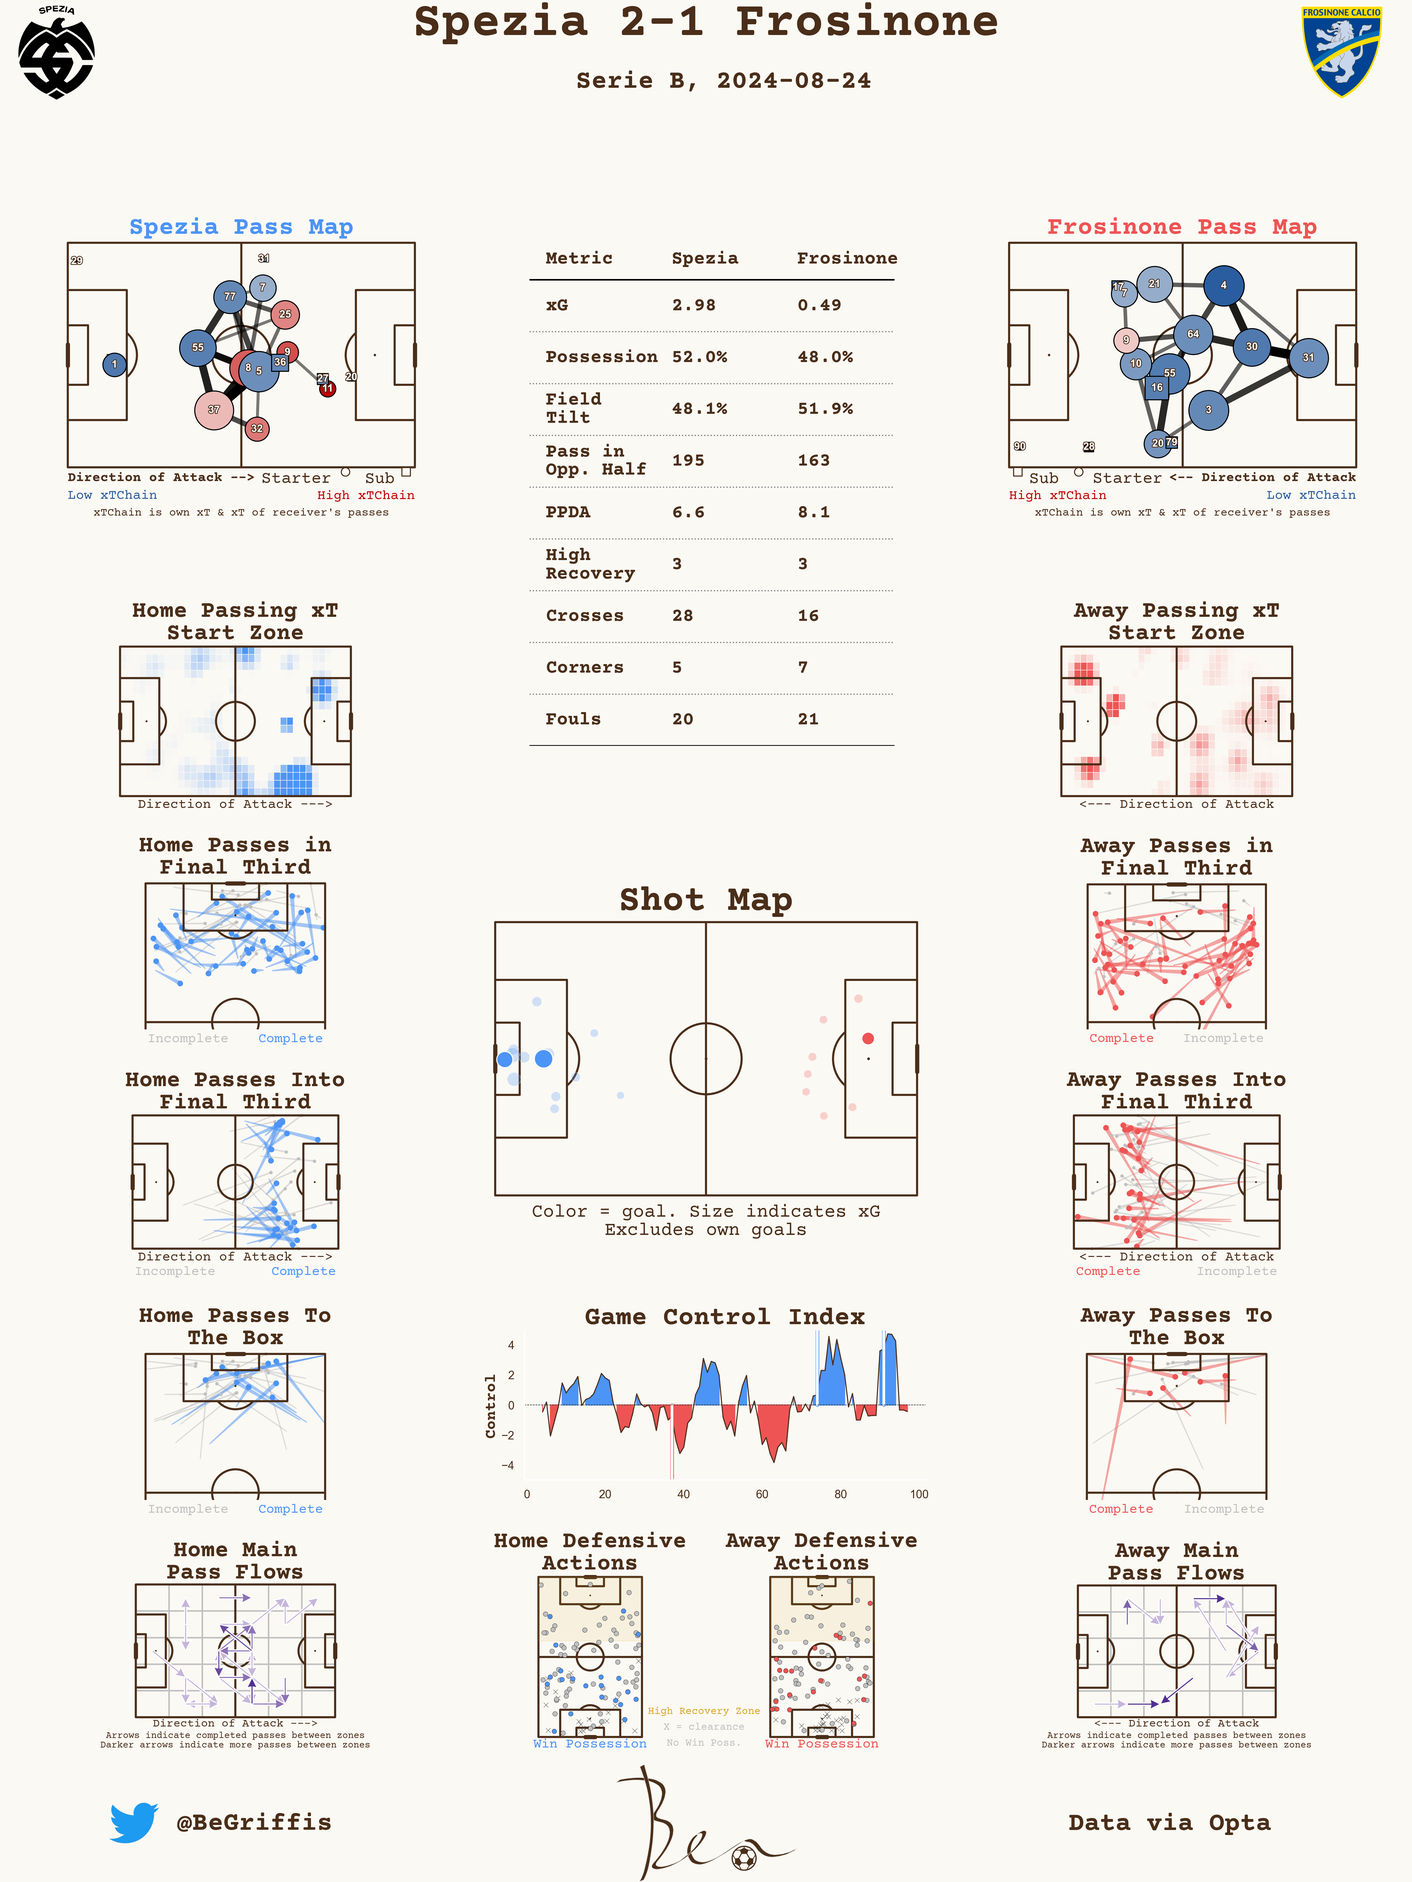 SPEZIA
Spezia 2-1 Frosinone
FROSINONE CALCIO
Serie B, 2024-08-24
Spezia Pass Map
29
31
7
77
25
55
9
8
5
36
1
27
20
11
37
32
Direction of Attack --> Starter Sub
Low xTChain High xTChain
xTChain is own xT & xT of receiver's passes
Metric Spezia Frosinone
xG 2.98 0.49
Possession 52.0% 48.0%
Field
Tilt 48.1% 51.9%
Pass in
Opp. Half 195 163
PPDA 6.6 8.1
High
Recovery 3 3
Crosses 28 16
Corners 5 7
Fouls 20 21
Frosinone Pass Map
17
7
21
4
64
9
30
31
10
55
16
3
20
79
90
28
Sub Starter <-- Direction of Attack
High xTChain Low xTChain
xTChain is own xT & xT of receiver's passes
Home Passing xT
Start Zone
Direction of Attack --->
Away Passing xT
Start Zone
<--- Direction of Attack
Home Passes in
Final Third
Incomplete Complete
Shot Map
Color = goal. Size indicates xG
Excludes own goals
Away Passes in
Final Third
Complete Incomplete
Home Passes Into
Final Third
Direction of Attack --->
Incomplete Complete
Away Passes Into
Final Third
<--- Direction of Attack
Complete Incomplete
Home Passes To
The Box
Incomplete Complete
Game Control Index
Control
4
2
0
−2
−4
0 20 40 60 80 100
Away Passes To
The Box
Complete Incomplete
Home Main
Pass Flows
Direction of Attack --->
Arrows indicate completed passes between zones
Darker arrows indicate more passes between zones
Home Defensive
Actions
Win Possession
High Recovery Zone
X = clearance
No Win Poss.
Away Defensive
Actions
Win Possession
Away Main
Pass Flows
<--- Direction of Attack
Arrows indicate completed passes between zones
Darker arrows indicate more passes between zones
@BeGriffis
Data via Opta